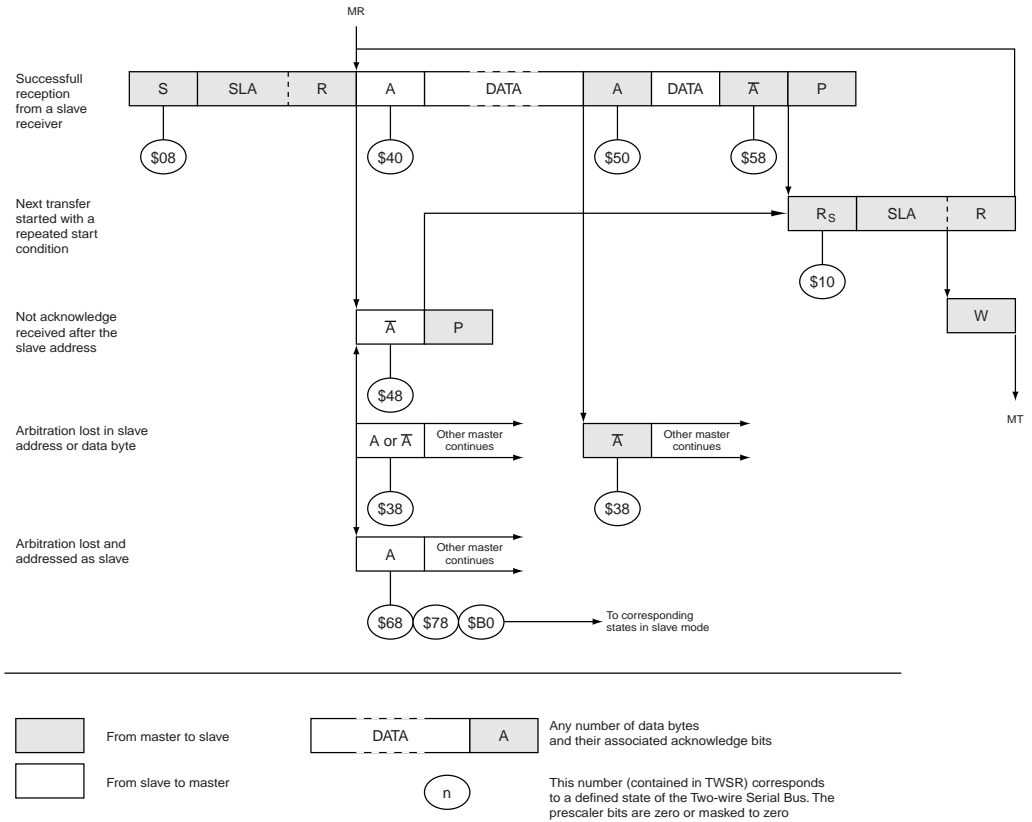 MR
Successfull
reception
from a slave
receiver
S SLA R A DATA A DATA A̅ P
$08 $40 $50 $58
Next transfer
started with a
repeated start
condition
RS SLA R
$10
Not acknowledge
received after the
slave address
A̅ P
W
$48
MT
Arbitration lost in slave
address or data byte
A or A̅
Other master
continues
A̅
Other master
continues
$38 $38
Arbitration lost and
addressed as slave
A
Other master
continues
$68 $78 $B0
To corresponding
states in slave mode
From master to slave
DATA A
Any number of data bytes
and their associated acknowledge bits
From slave to master
n
This number (contained in TWSR) corresponds
to a defined state of the Two-wire Serial Bus. The
prescaler bits are zero or masked to zero